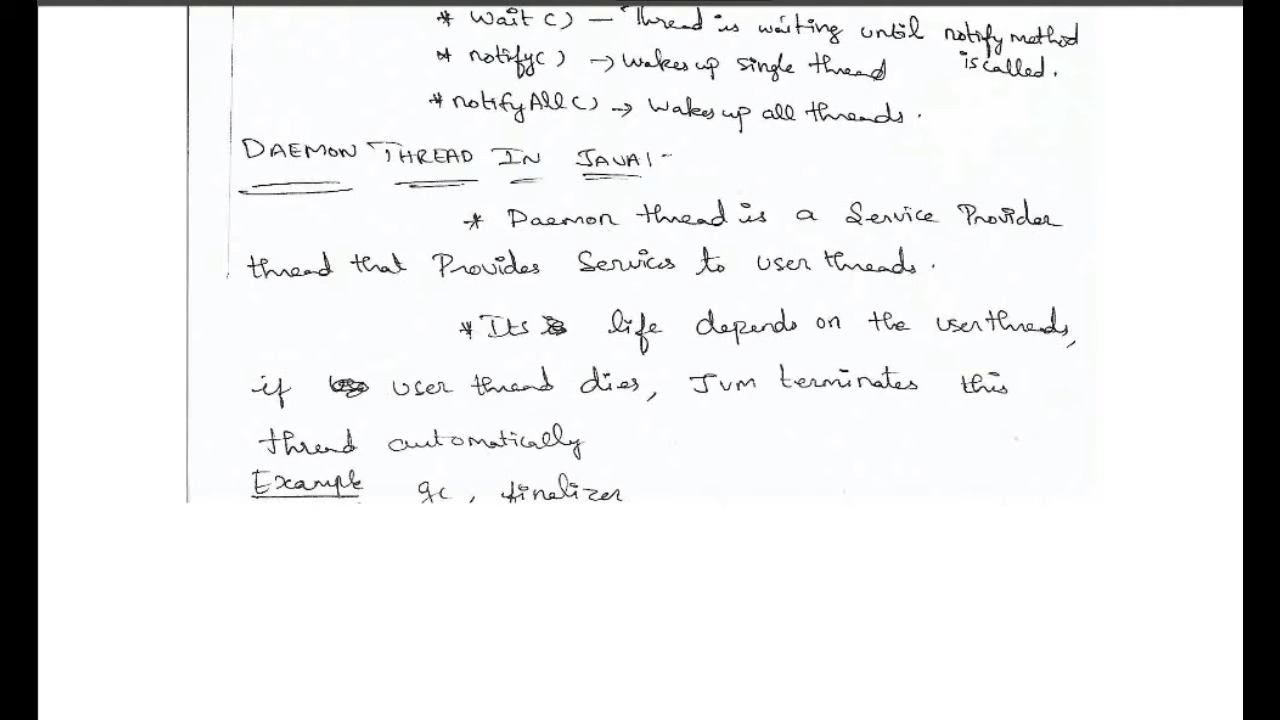 * Wait() — Thread is waiting until notify method is called.
* notify() → wakes up single thread
* notifyAll() → wakes up all threads.
DAEMON THREAD IN JAVA:-
* Daemon thread is a Service Provider
thread that Provides Services to user threads.
* Its life depends on the user threads,
if user thread dies, JVM terminates this
thread automatically
Example gc, finalizer